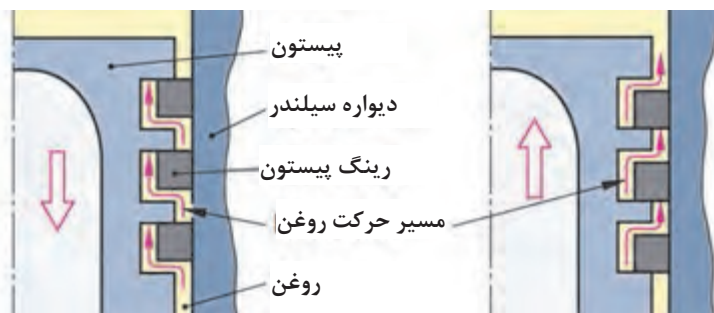 پیستون
دیواره سیلندر
رینگ پیستون
مسیر حرکت روغن
روغن